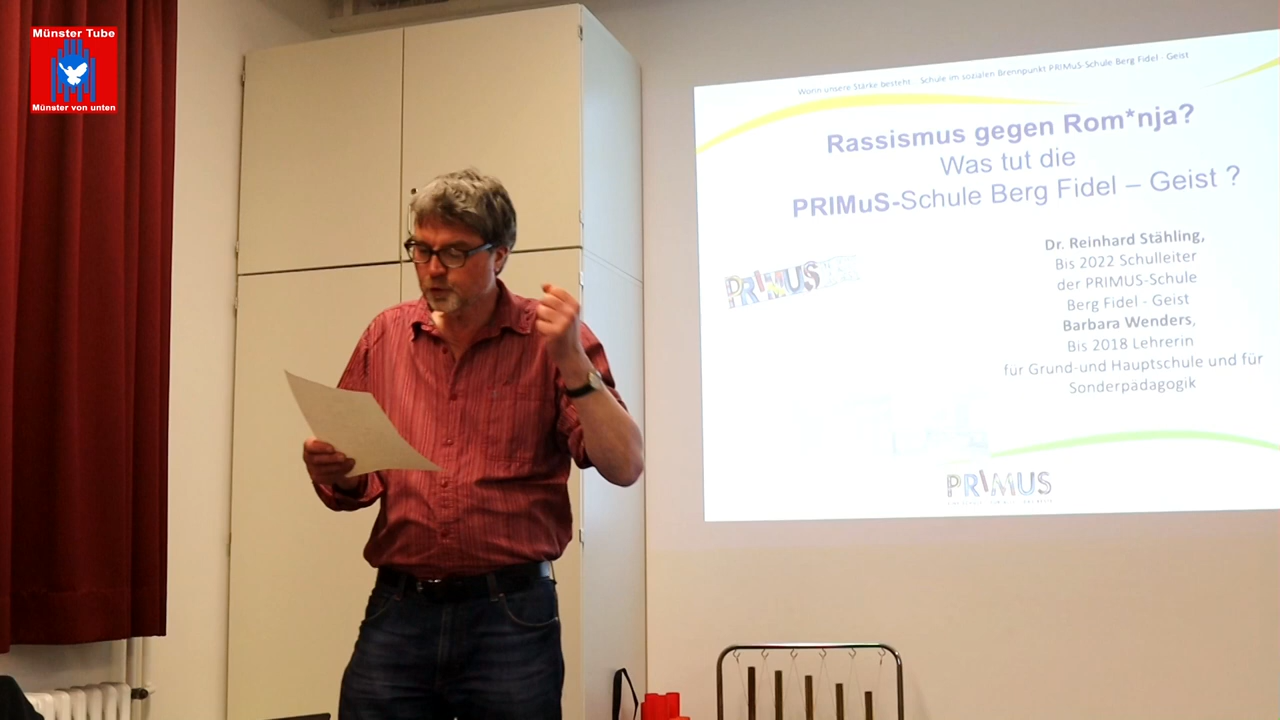 Münster Tube
Münster von unten
Worin unsere Stärke besteht... Schule im sozialen Brennpunkt PRIMuS-Schule Berg Fidel - Geist
Rassismus gegen Rom*nja?
Was tut die
PRIMuS-Schule Berg Fidel – Geist ?
Dr. Reinhard Stähling,
Bis 2022 Schulleiter
der PRIMUS-Schule
Berg Fidel - Geist
Barbara Wenders,
Bis 2018 Lehrerin
für Grund-und Hauptschule und für
Sonderpädagogik
PRIMUS
PRIMUS